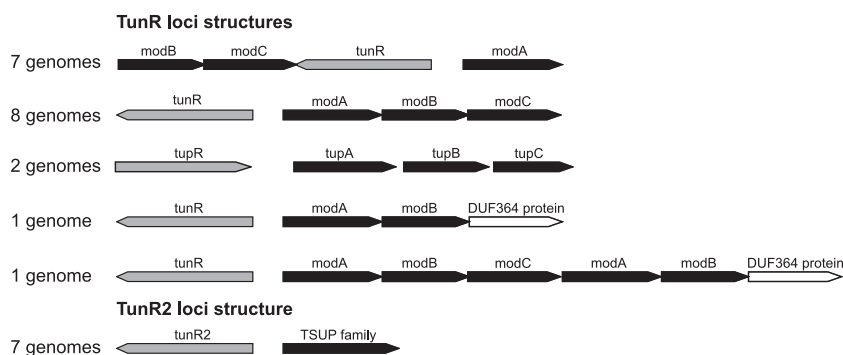 TunR loci structures
modB modC tunR modA
7 genomes
tunR modA modB modC
8 genomes
tupR tupA tupB tupC
2 genomes
tunR modA modB DUF364 protein
1 genome
tunR modA modB modC modA modB DUF364 protein
1 genome
TunR2 loci structure
tunR2 TSUP family
7 genomes